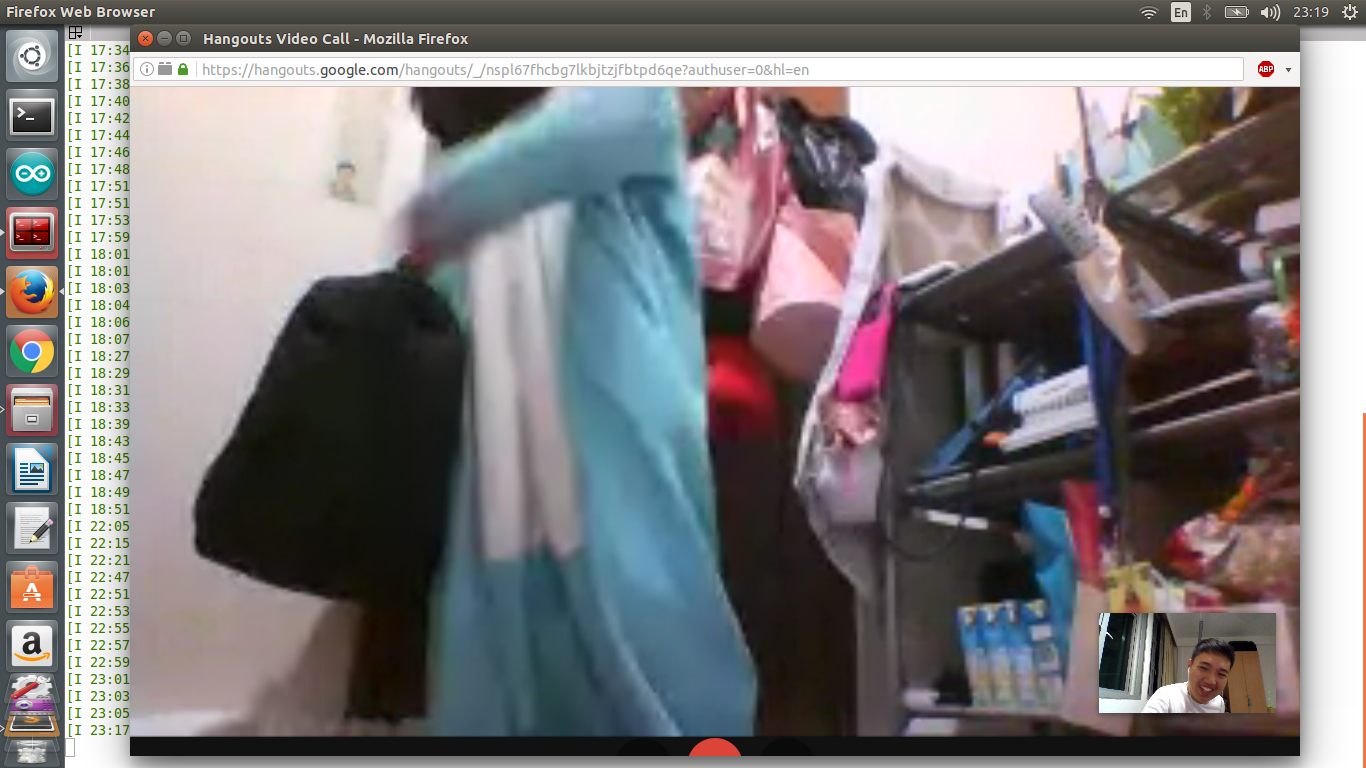 Firefox Web Browser
En
23:19
Hangouts Video Call - Mozilla Firefox
https://hangouts.google.com/hangouts/_/nspl67fhcbg7lkbjtzjfbtpd6qe?authuser=0&hl=en
ABP
[I 17:34
[I 17:36
[I 17:38
[I 17:40
[I 17:42
[I 17:44
[I 17:46
[I 17:48
[I 17:51
[I 17:51
[I 17:53
[I 17:59
[I 18:01
[I 18:01
[I 18:03
[I 18:04
[I 18:06
[I 18:07
[I 18:27
[I 18:29
[I 18:31
[I 18:33
[I 18:39
[I 18:43
[I 18:45
[I 18:47
[I 18:49
[I 18:51
[I 22:05
[I 22:15
[I 22:21
[I 22:47
[I 22:51
[I 22:53
[I 22:55
[I 22:57
[I 22:59
[I 23:01
[I 23:03
[I 23:05
[I 23:17